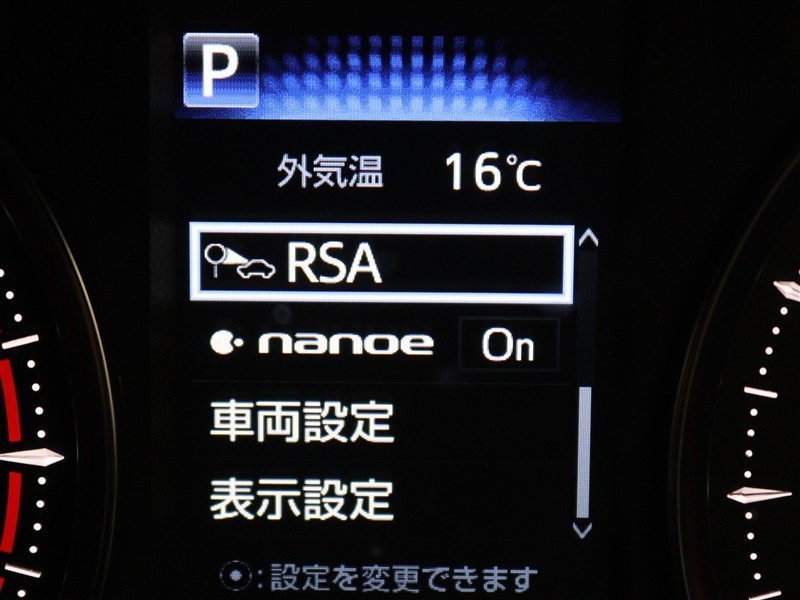 P
外気温 16℃
RSA
nanoe On
車両設定
表示設定
:設定を変更できます